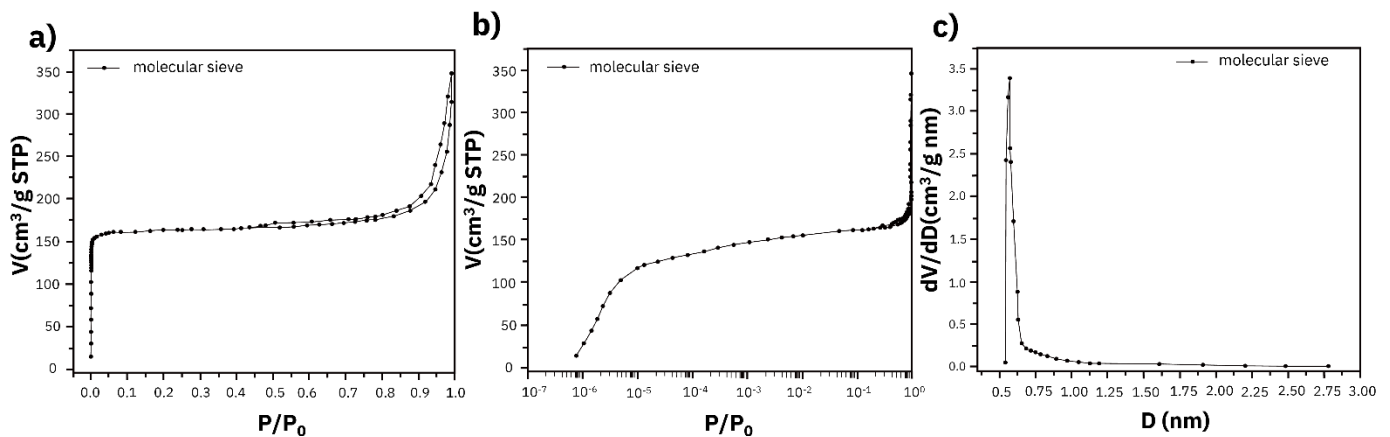 a)
molecular sieve
V(cm³/g STP)
350
300
250
200
150
100
50
0
0.0 0.1 0.2 0.3 0.4 0.5 0.6 0.7 0.8 0.9 1.0
P/P₀
b)
molecular sieve
V(cm³/g STP)
350
300
250
200
150
100
50
0
10⁻⁷ 10⁻⁶ 10⁻⁵ 10⁻⁴ 10⁻³ 10⁻² 10⁻¹ 10⁰
P/P₀
c)
molecular sieve
dV/dD(cm³/g nm)
3.5
3.0
2.5
2.0
1.5
1.0
0.5
0.0
0.5 0.75 1.00 1.25 1.50 1.75 2.00 2.25 2.50 2.75 3.00
D (nm)